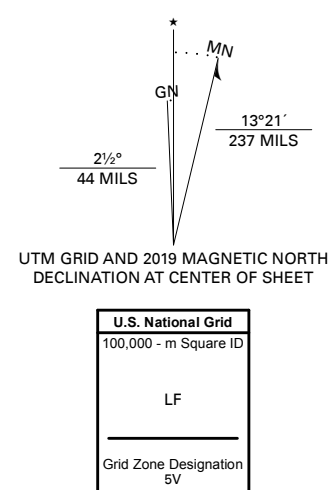 ★
MN
GN
13°21´
237 MILS
2½°
44 MILS
UTM GRID AND 2019 MAGNETIC NORTH
DECLINATION AT CENTER OF SHEET
U.S. National Grid
100,000 - m Square ID
LF
Grid Zone Designation
5V